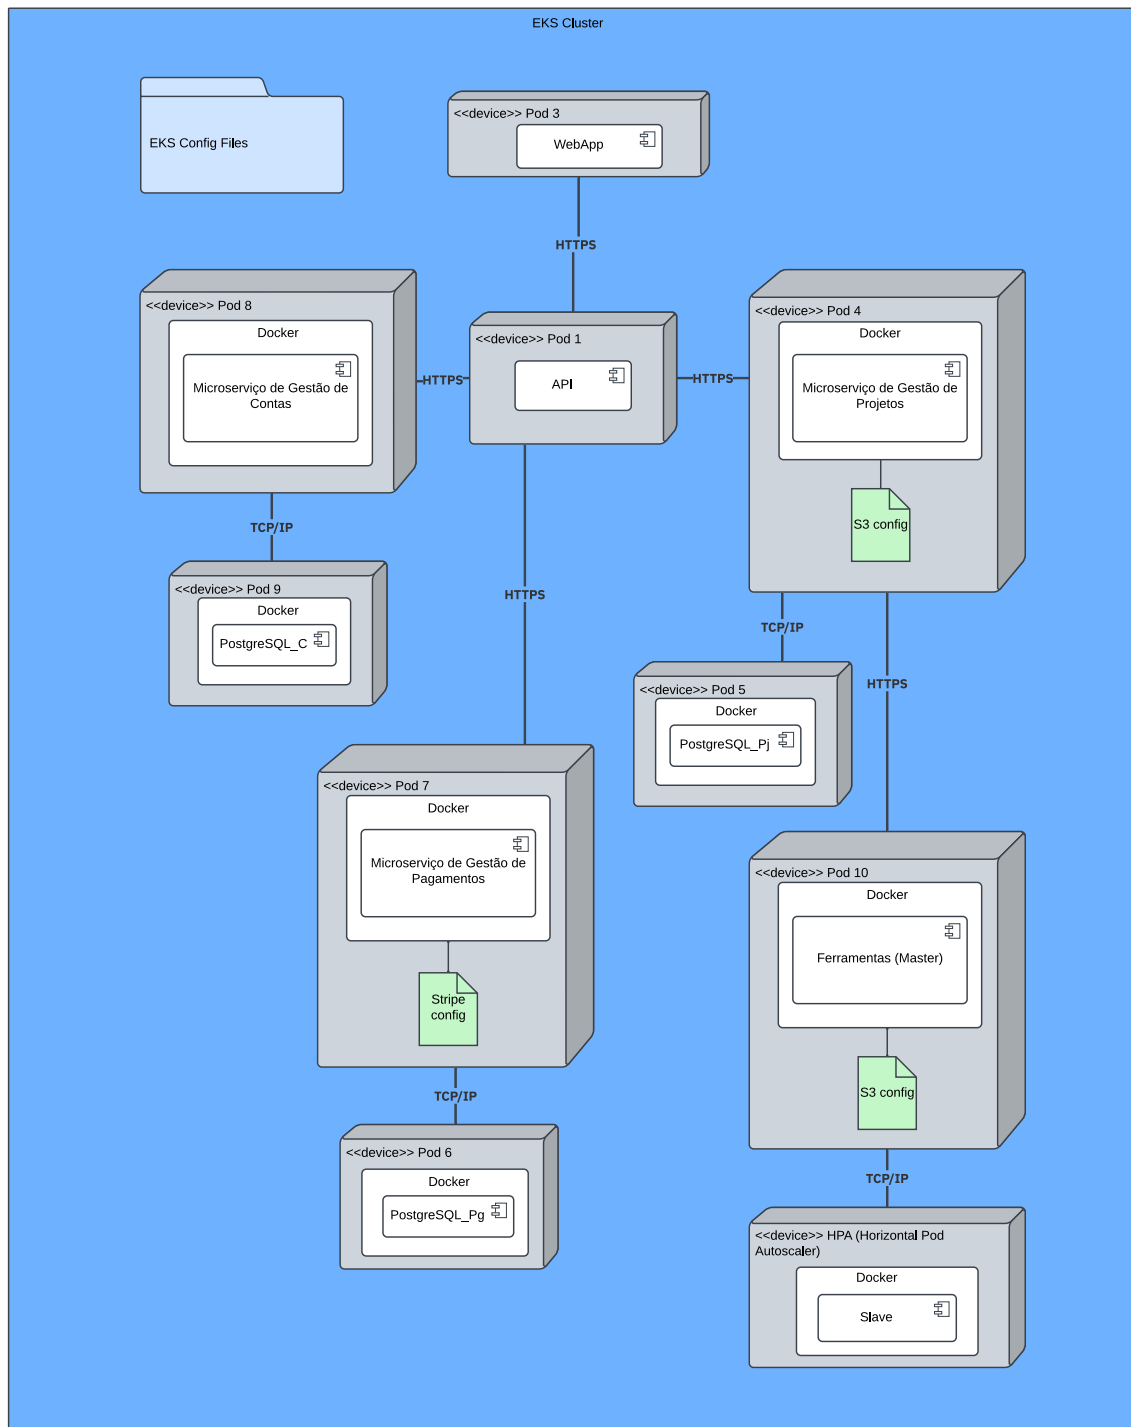 EKS Cluster
EKS Config Files
<<device>> Pod 3
WebApp
HTTPS
<<device>> Pod 8
Docker
Microserviço de Gestão de
Contas
HTTPS
<<device>> Pod 1
API
HTTPS
<<device>> Pod 4
Docker
Microserviço de Gestão de
Projetos
S3 config
TCP/IP
<<device>> Pod 9
Docker
PostgreSQL_C
HTTPS
TCP/IP
<<device>> Pod 5
Docker
PostgreSQL_Pj
HTTPS
<<device>> Pod 7
Docker
Microserviço de Gestão de
Pagamentos
Stripe
config
TCP/IP
<<device>> Pod 6
Docker
PostgreSQL_Pg
<<device>> Pod 10
Docker
Ferramentas (Master)
S3 config
TCP/IP
<<device>> HPA (Horizontal Pod
Autoscaler)
Docker
Slave